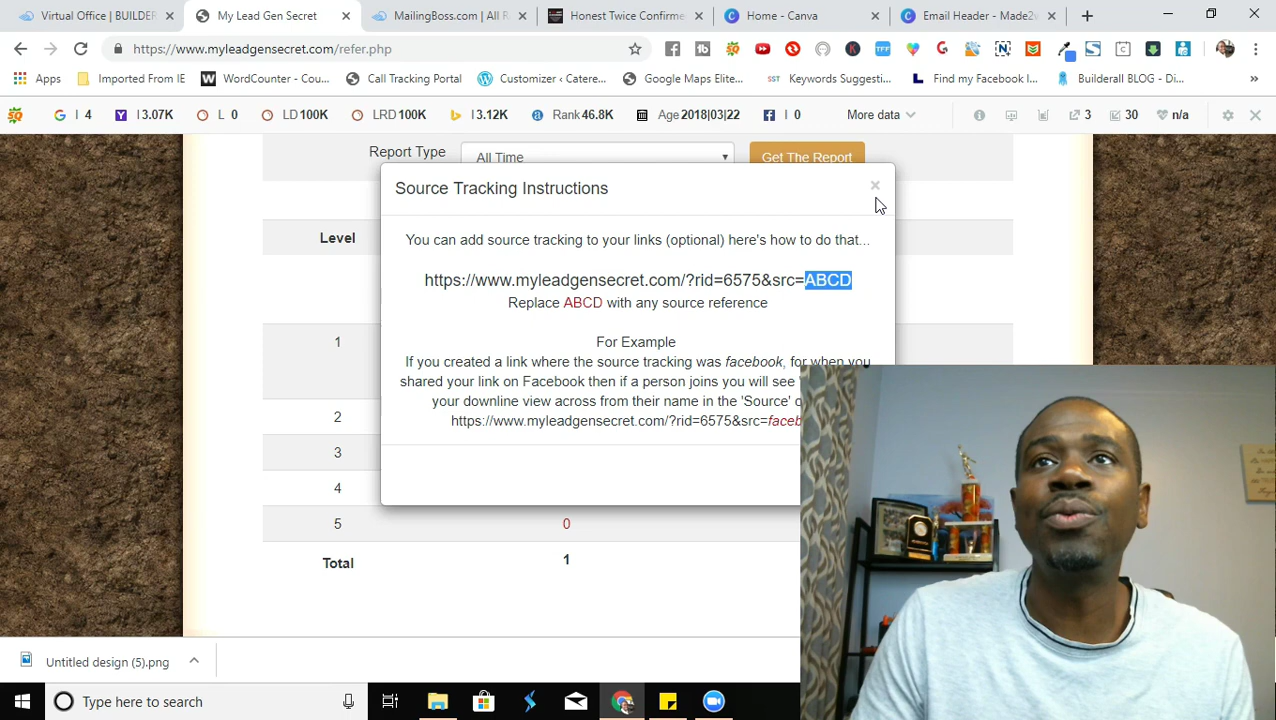 Virtual Office | BUILDER
My Lead Gen Secret
MailingBoss.com | All R
Honest Twice Confirme
Home - Canva
Email Header - Made2
https://www.myleadgensecret.com/refer.php
Apps
Imported From IE
WordCounter - Cou...
Call Tracking Portal
Customizer ‹ Catere...
Google Maps Elite...
SST Keywords Suggesti...
Find my Facebook I...
Builderall BLOG - Di...
I 4
I 3.07K
L 0
LD 100K
LRD 100K
I 3.12K
Rank 46.8K
Age 2018|03|22
I 0
More data
3
30
n/a
Report Type
All Time
Get The Report
Source Tracking Instructions
×
You can add source tracking to your links (optional) here's how to do that...
https://www.myleadgensecret.com/?rid=6575&src=ABCD
Replace ABCD with any source reference
For Example
If you created a link where the source tracking was facebook, for when you
shared your link on Facebook then if a person joins you will see
your downline view across from their name in the 'Source'
https://www.myleadgensecret.com/?rid=6575&src=faceb
Level
1
2
3
4
5
0
Total
1
Untitled design (5).png
Type here to search